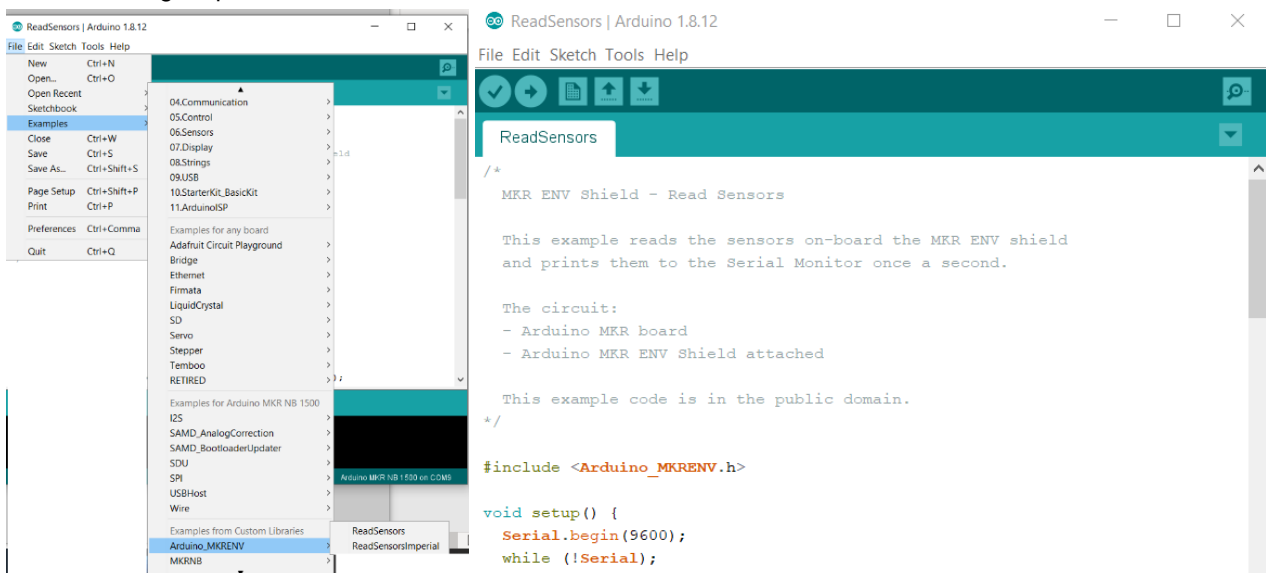 ReadSensors | Arduino 1.8.12
File Edit Sketch Tools Help
New Ctrl+N
Open... Ctrl+O
Open Recent
Sketchbook
Examples
Close Ctrl+W
Save Ctrl+S
Save As... Ctrl+Shift+S
Page Setup Ctrl+Shift+P
Print Ctrl+P
Preferences Ctrl+Comma
Quit Ctrl+Q
04.Communication
05.Control
06.Sensors
07.Display
08.Strings
09.USB
10.StarterKit_BasicKit
11.ArduinoISP
Examples for any board
Adafruit Circuit Playground
Bridge
Ethernet
Firmata
LiquidCrystal
SD
Servo
Stepper
Temboo
RETIRED
Examples for Arduino MKR NB 1500
I2S
SAMD_AnalogCorrection
SAMD_BootloaderUpdater
SDU
SPI
USBHost
Wire
Examples from Custom Libraries
Arduino_MKRENV
MKRNB
ReadSensors
ReadSensorsImperial
eld
);
Arduino MKR NB 1500 on COM5
ReadSensors | Arduino 1.8.12
File Edit Sketch Tools Help
ReadSensors
/*
MKR ENV Shield - Read Sensors
This example reads the sensors on-board the MKR ENV shield
and prints them to the Serial Monitor once a second.
The circuit:
- Arduino MKR board
- Arduino MKR ENV Shield attached
This example code is in the public domain.
*/
#include <Arduino_MKRENV.h>
void setup() {
Serial.begin(9600);
while (!Serial);